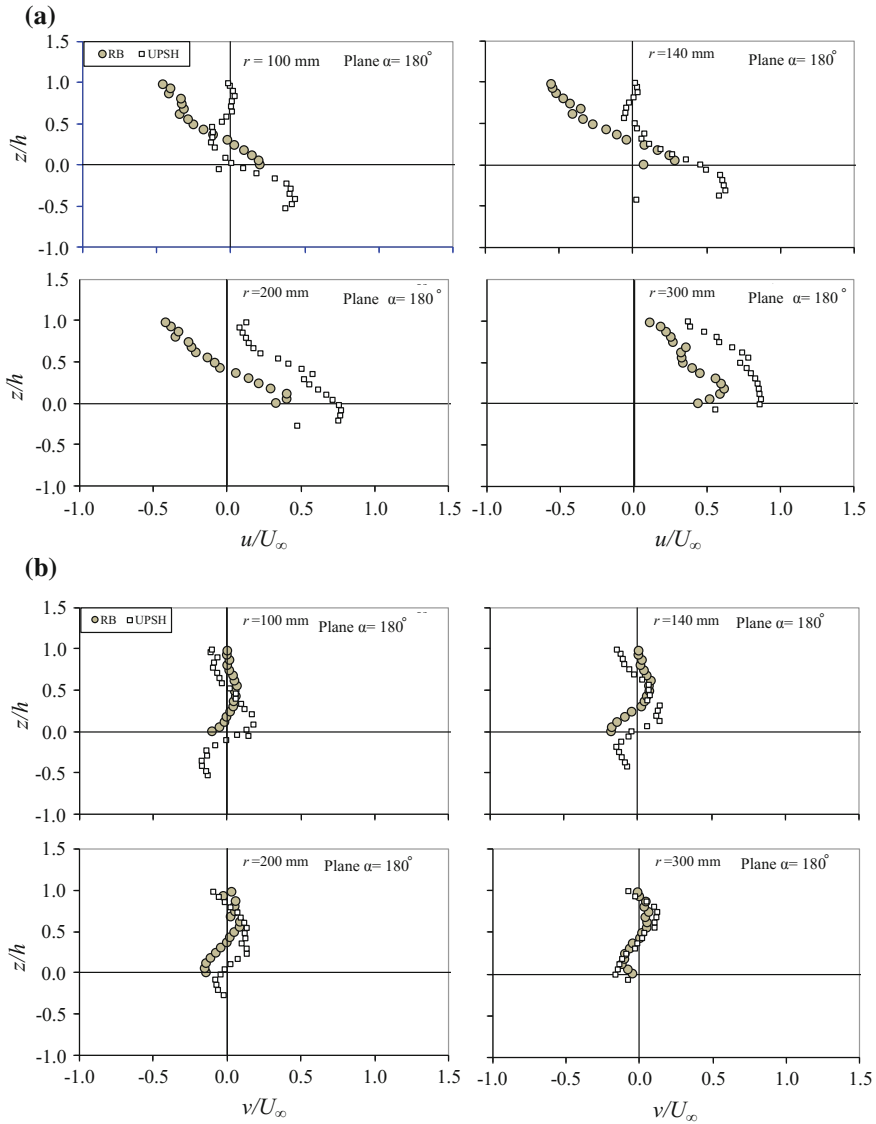 (a)
1.5
1.0
0.5
0.0
-0.5
-1.0
z/h
RB UPSH
r = 100 mm Plane α= 180°
r =140 mm Plane α= 180°
1.5
1.0
0.5
0.0
-0.5
-1.0
z/h
r =200 mm Plane α= 180°
r =300 mm Plane α= 180°
-1.0 -0.5 0.0 0.5 1.0 1.5
u/U∞
-1.0 -0.5 0.0 0.5 1.0 1.5
u/U∞
(b)
1.5
1.0
0.5
0.0
-0.5
-1.0
z/h
RB UPSH
r =100 mm Plane α= 180°
r =140 mm Plane α= 180°
1.5
1.0
0.5
0.0
-0.5
-1.0
z/h
r =200 mm Plane α= 180°
r =300 mm Plane α= 180°
-1.0 -0.5 0.0 0.5 1.0 1.5
v/U∞
-1.0 -0.5 0.0 0.5 1.0 1.5
v/U∞